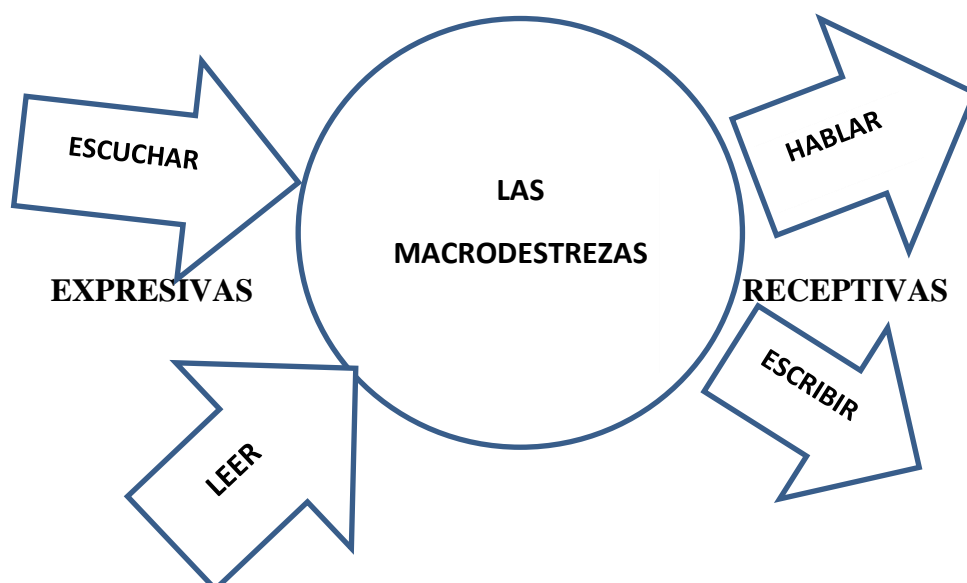 ESCUCHAR
HABLAR
LAS
MACRODESTREZAS
EXPRESIVAS
RECEPTIVAS
LEER
ESCRIBIR